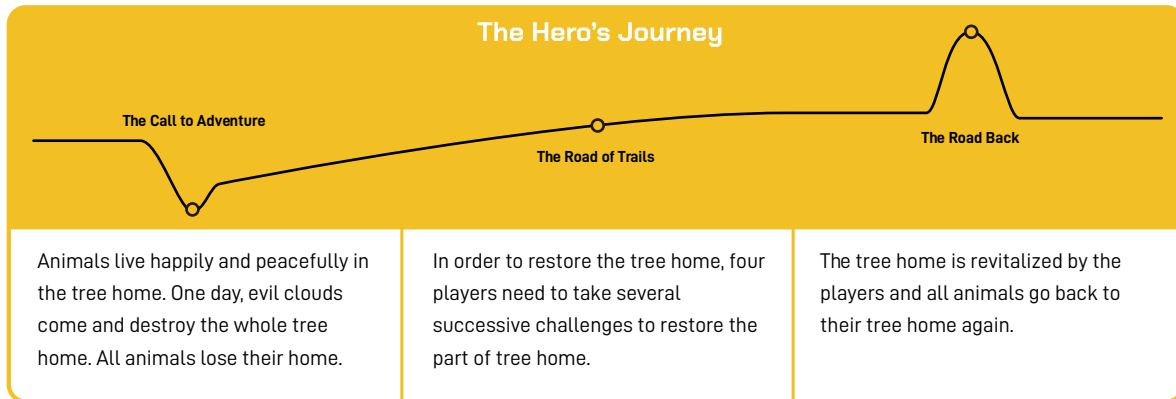 The Hero's Journey
The Call to Adventure
The Road of Trails
The Road Back
Animals live happily and peacefully in
the tree home. One day, evil clouds
come and destroy the whole tree
home. All animals lose their home.
In order to restore the tree home, four
players need to take several
successive challenges to restore the
part of tree home.
The tree home is revitalized by the
players and all animals go back to
their tree home again.